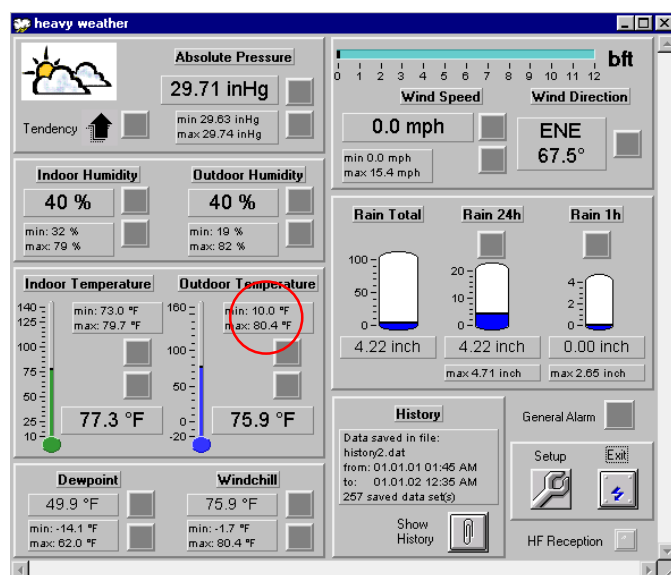 heavy weather
Absolute Pressure
29.71 inHg
min 29.63 inHg
max 29.74 inHg
Tendency
bft
0 1 2 3 4 5 6 7 8 9 10 11 12
Wind Speed
Wind Direction
0.0 mph
ENE
67.5°
min 0.0 mph
max 15.4 mph
Indoor Humidity
Outdoor Humidity
40 %
40 %
min: 32 %
max: 79 %
min: 19 %
max: 82 %
Rain Total
Rain 24h
Rain 1h
100
50
0
20
10
0
4
2
0
4.22 inch
4.22 inch
0.00 inch
max 4.71 inch
max 2.65 inch
Indoor Temperature
Outdoor Temperature
140
125
100
75
50
25
10
min: 73.0 °F
max: 79.7 °F
77.3 °F
160
100
50
0
-20
min: 10.0 °F
max: 80.4 °F
75.9 °F
History
Data saved in file:
history2.dat
from: 01.01.01 01:45 AM
to: 01.01.02 12:35 AM
257 saved data set(s)
Show
History
General Alarm
Setup
Exit
HF Reception
Dewpoint
Windchill
49.9 °F
75.9 °F
min: -14.1 °F
max: 62.0 °F
min: -1.7 °F
max: 80.4 °F